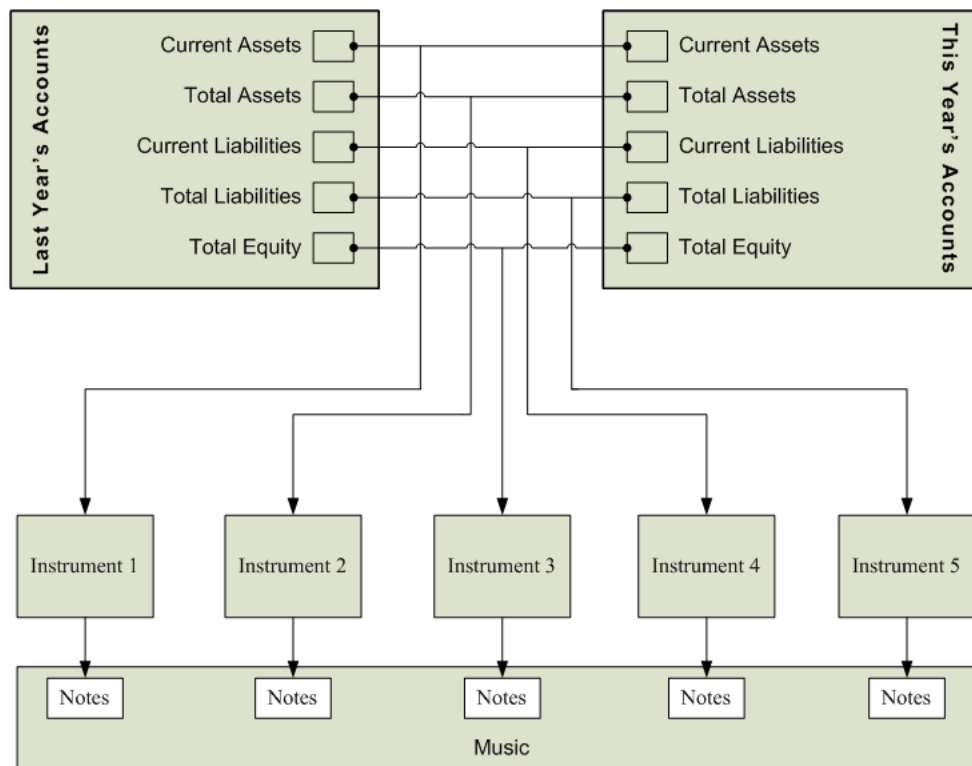 Last Year's Accounts
Current Assets
Total Assets
Current Liabilities
Total Liabilities
Total Equity
Current Assets
Total Assets
Current Liabilities
Total Liabilities
Total Equity
This Year's Accounts
Instrument 1
Instrument 2
Instrument 3
Instrument 4
Instrument 5
Notes
Notes
Notes
Notes
Notes
Music